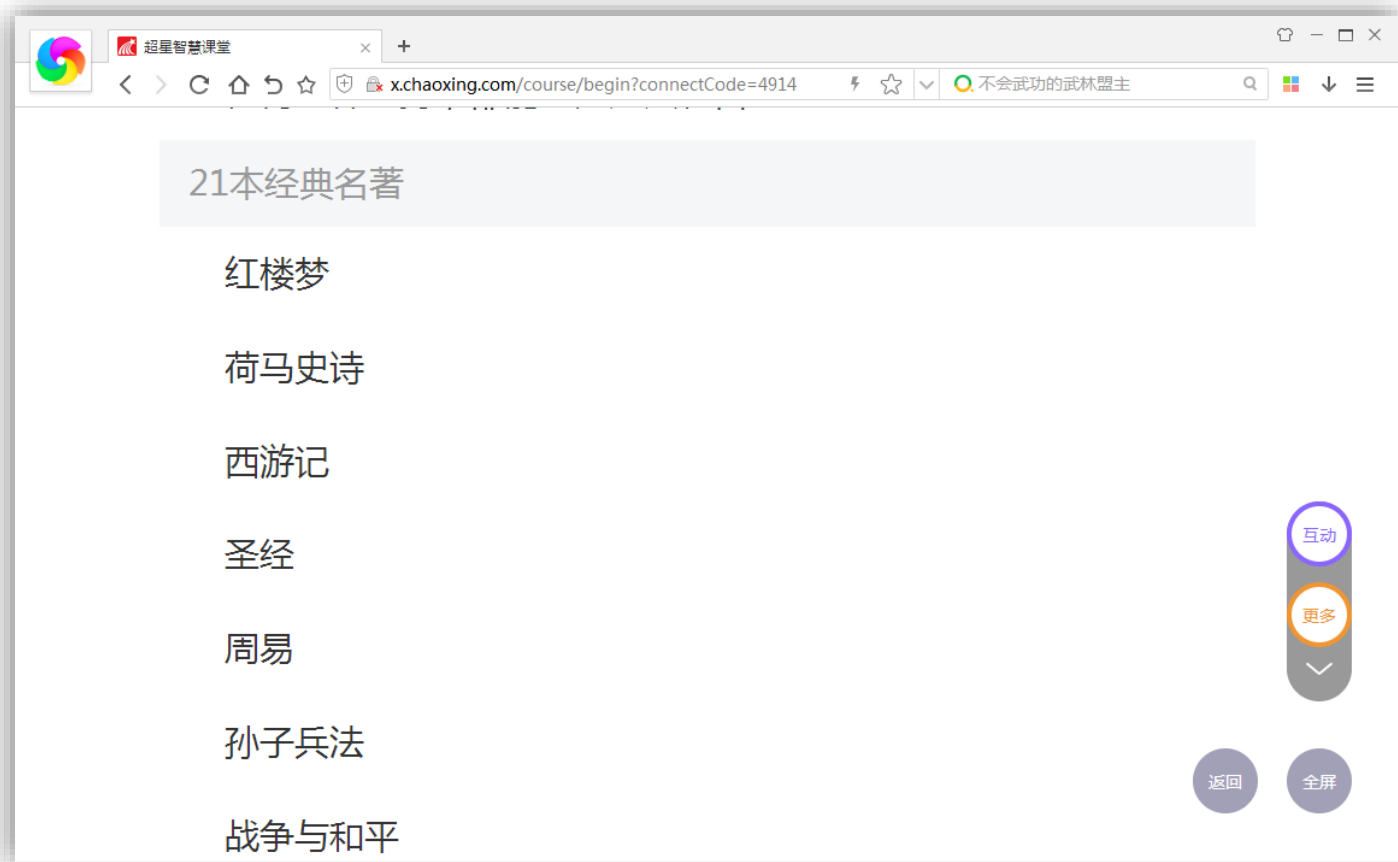 超星智慧课堂
x.chaoxing.com/course/begin?connectCode=4914
不会武功的武林盟主
21本经典名著
红楼梦
荷马史诗
西游记
圣经
周易
孙子兵法
战争与和平
互动
更多
返回
全屏